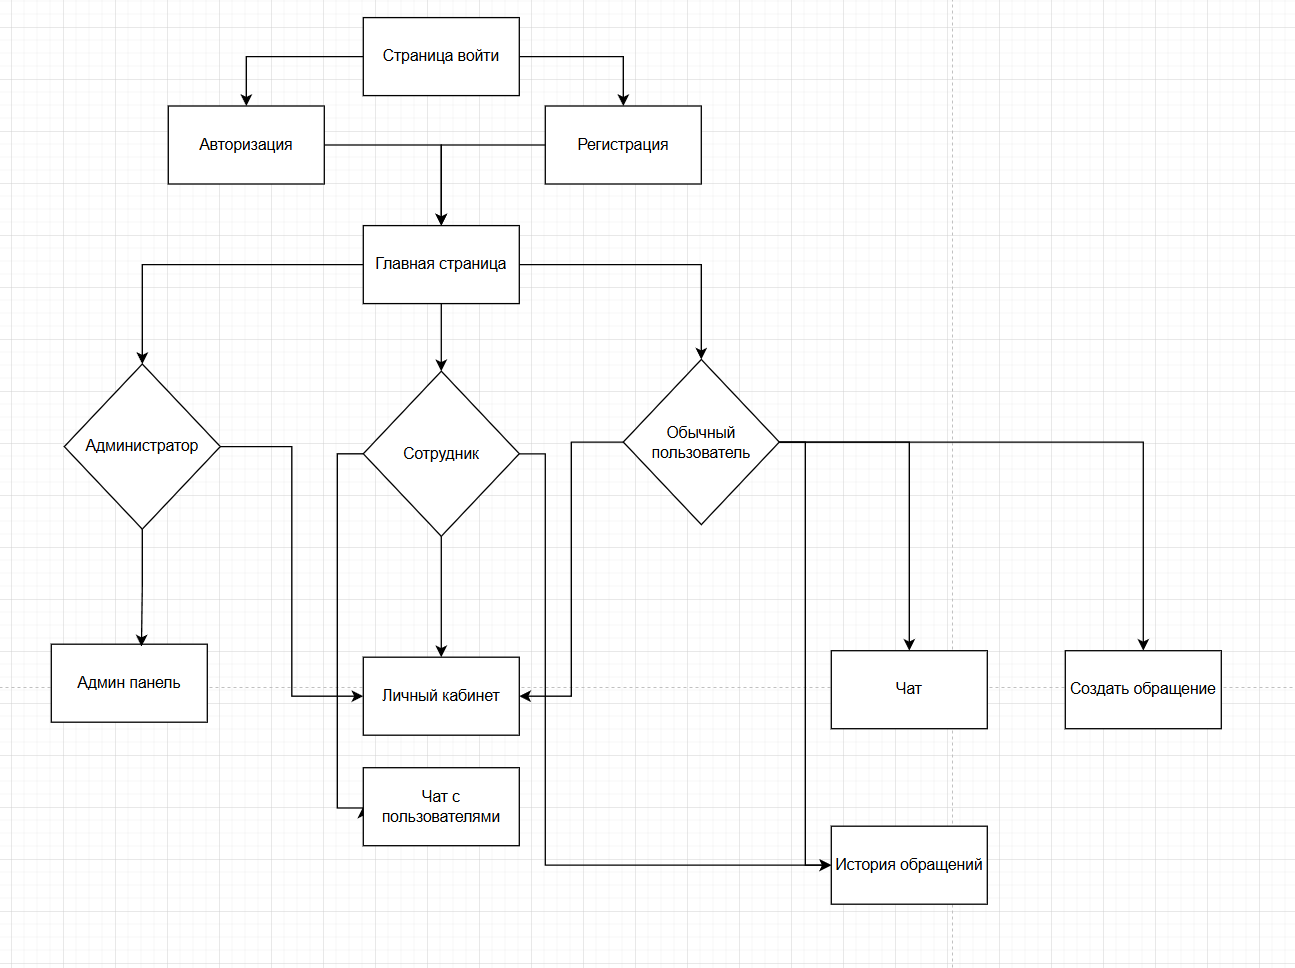 Страница войти
Авторизация
Регистрация
Главная страница
Администратор
Сотрудник
Обычный
пользователь
Админ панель
Личный кабинет
Чат
Создать обращение
Чат с
пользователями
История обращений